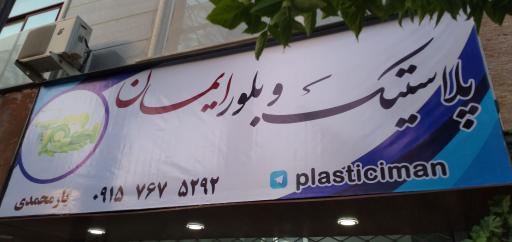 پلاستیک و بلور ایمان
plasticiman
۰۹۱۵ ۷۶۷ ۵۲۹۲
یارمحمدی